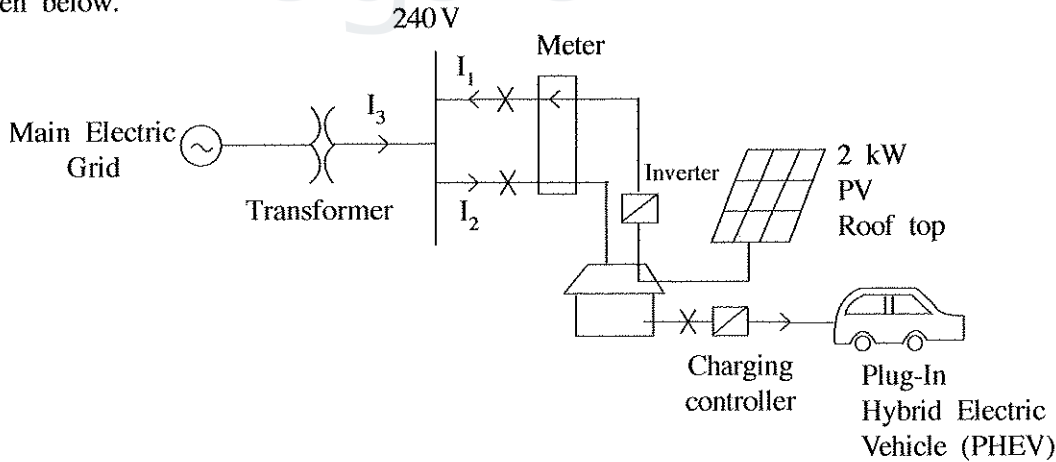 en below.
240 V
Meter
I₁
I₃
Main Electric
Grid
Transformer
I₂
Inverter
2 kW
PV
Roof top
Charging
controller
Plug-In
Hybrid Electric
Vehicle (PHEV)